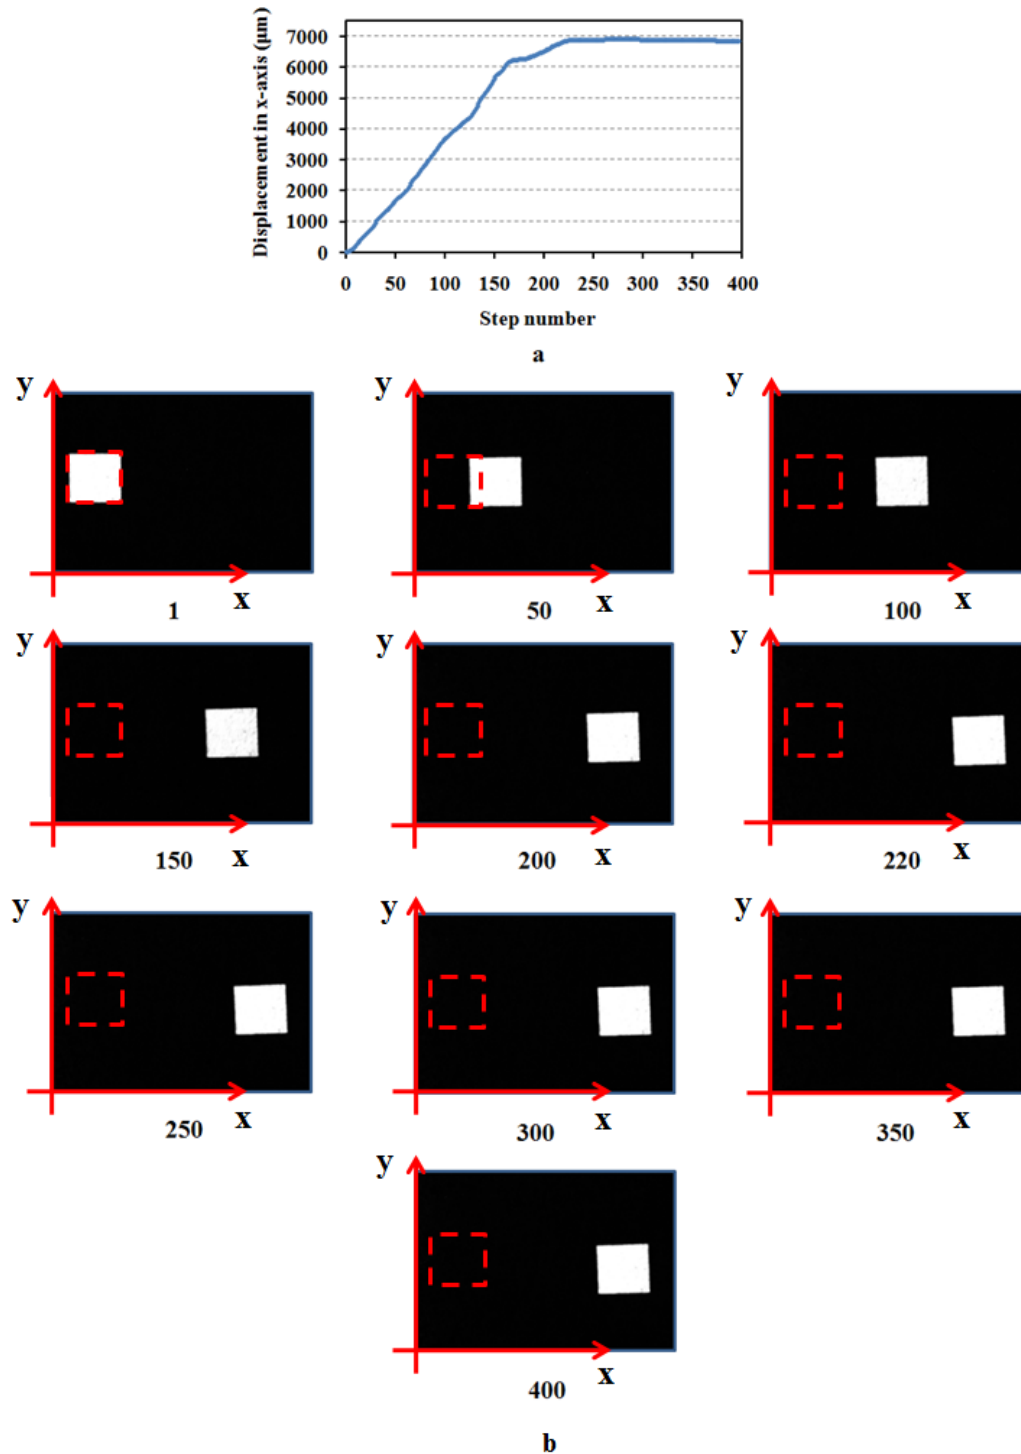 Displacement in x-axis (µm)
7000
6000
5000
4000
3000
2000
1000
0
0 50 100 150 200 250 300 350 400
Step number
a
y y y
x x x
1 50 100
y y y
x x x
150 200 220
y y y
x x x
250 300 350
y
x
400
b